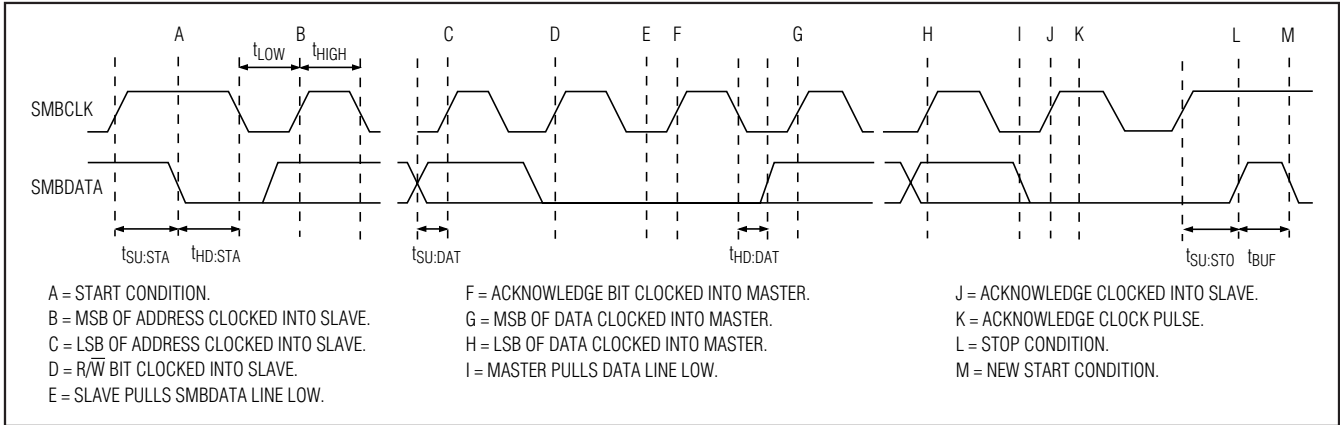 A B C D E F G H I J K L M
tLOW tHIGH
SMBCLK
SMBDATA
tSU:STA tHD:STA tSU:DAT tHD:DAT tSU:STO tBUF
A = START CONDITION.
B = MSB OF ADDRESS CLOCKED INTO SLAVE.
C = LSB OF ADDRESS CLOCKED INTO SLAVE.
D = R/W̅ BIT CLOCKED INTO SLAVE.
E = SLAVE PULLS SMBDATA LINE LOW.
F = ACKNOWLEDGE BIT CLOCKED INTO MASTER.
G = MSB OF DATA CLOCKED INTO MASTER.
H = LSB OF DATA CLOCKED INTO MASTER.
I = MASTER PULLS DATA LINE LOW.
J = ACKNOWLEDGE CLOCKED INTO SLAVE.
K = ACKNOWLEDGE CLOCK PULSE.
L = STOP CONDITION.
M = NEW START CONDITION.